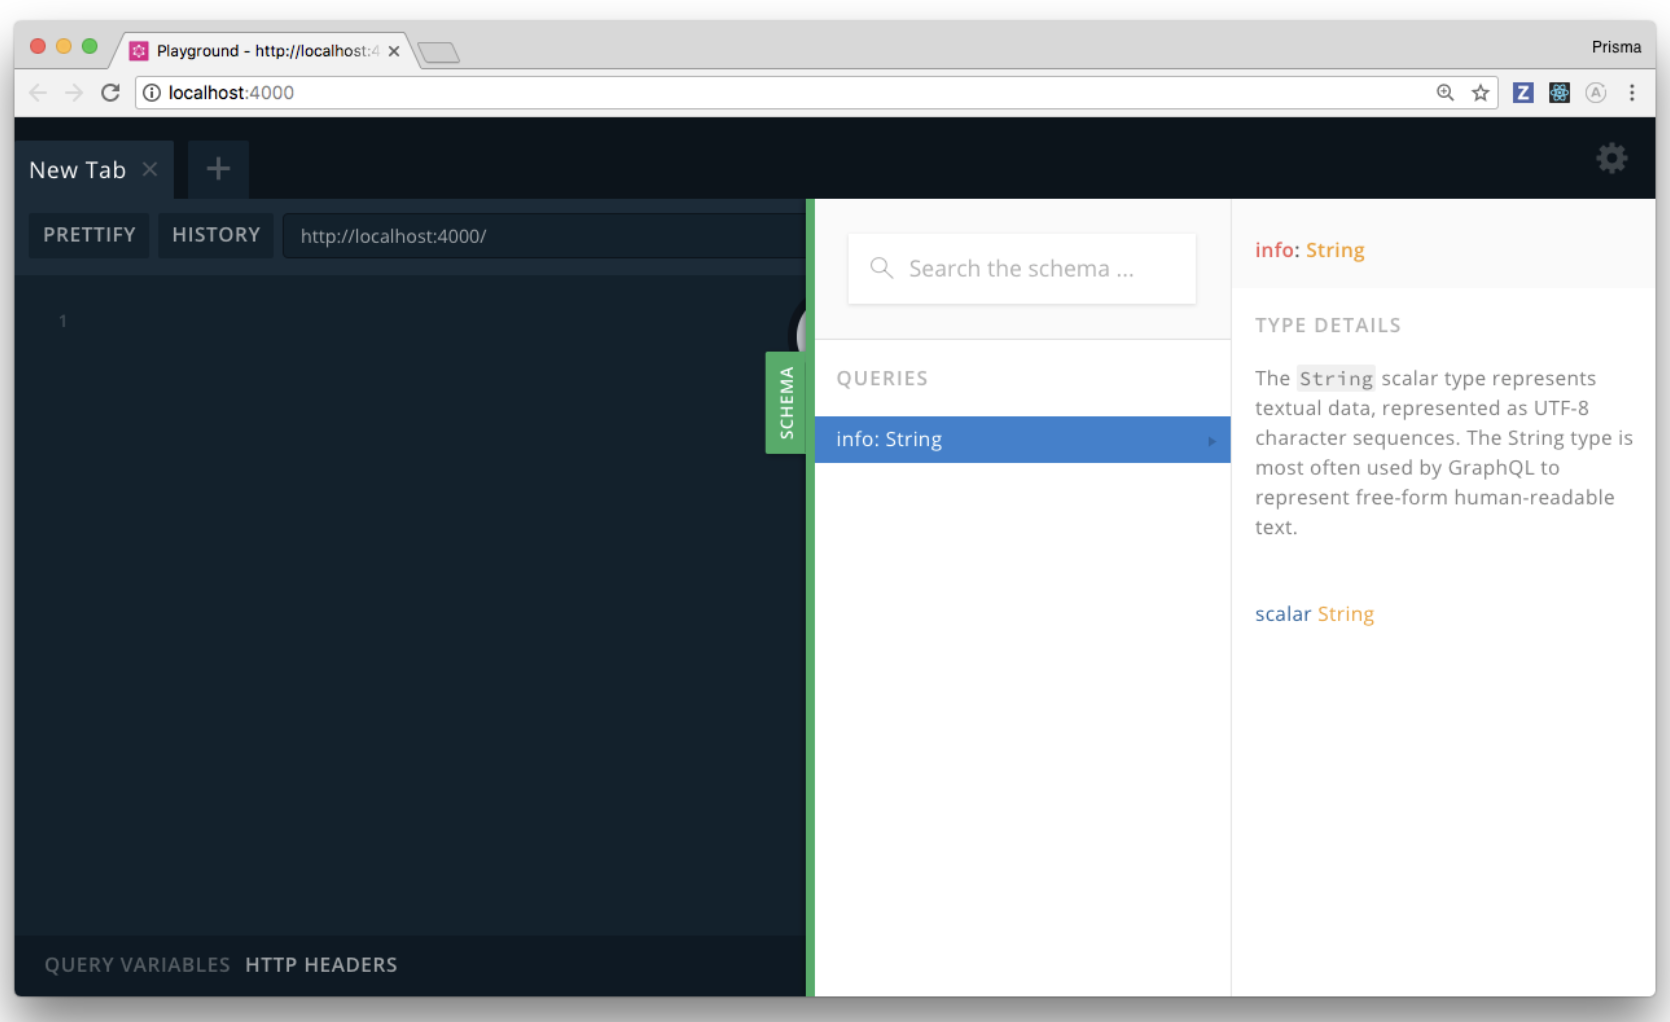 Playground - http://localhost:4
Prisma
localhost:4000
New Tab
PRETTIFY
HISTORY
http://localhost:4000/
1
SCHEMA
Search the schema ...
QUERIES
info: String
info: String
TYPE DETAILS
The String scalar type represents
textual data, represented as UTF-8
character sequences. The String type is
most often used by GraphQL to
represent free-form human-readable
text.
scalar String
QUERY VARIABLES
HTTP HEADERS